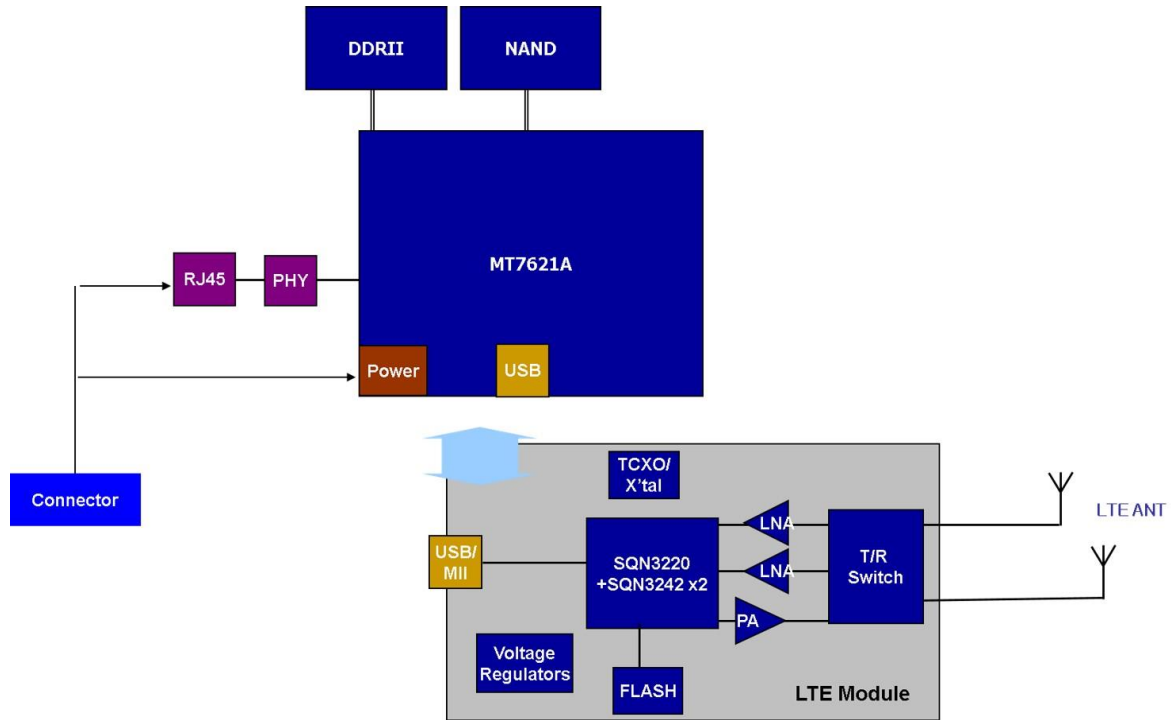 DDRII
NAND
MT7621A
RJ45
PHY
Power
USB
Connector
TCXO/
X'tal
LNA
LTE ANT
USB/
MII
SQN3220
+SQN3242 x2
LNA
T/R
Switch
PA
Voltage
Regulators
FLASH
LTE Module